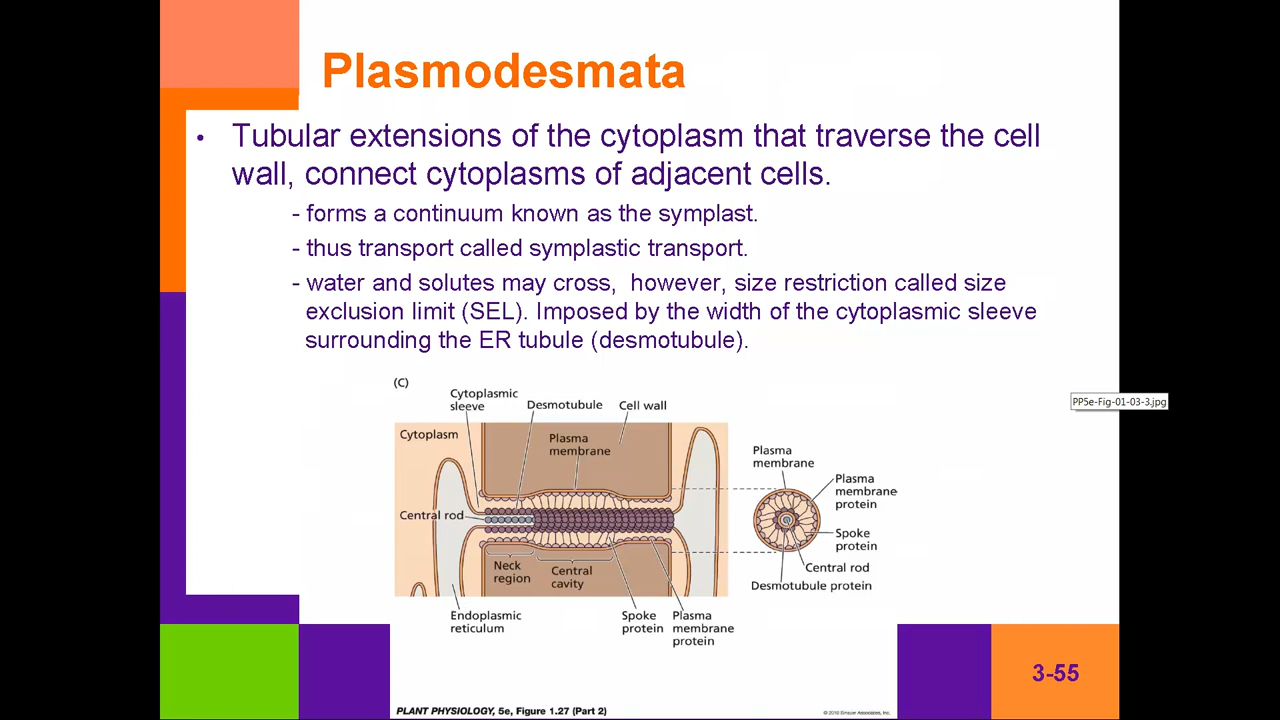 Plasmodesmata
• Tubular extensions of the cytoplasm that traverse the cell
wall, connect cytoplasms of adjacent cells.
- forms a continuum known as the symplast.
- thus transport called symplastic transport.
- water and solutes may cross,  however, size restriction called size
exclusion limit (SEL). Imposed by the width of the cytoplasmic sleeve
surrounding the ER tubule (desmotubule).
(C)
Cytoplasmic
sleeve
Desmotubule
Cell wall
PP5e-Fig-01-03-3.jpg
Cytoplasm
Plasma
membrane
Central rod
Neck
region
Central
cavity
Endoplasmic
reticulum
Spoke
protein
Plasma
membrane
protein
Plasma
membrane
Plasma
membrane
protein
Spoke
protein
Central rod
Desmotubule protein
3-55
PLANT PHYSIOLOGY, 5e, Figure 1.27 (Part 2)
© 2010 Sinauer Associates, Inc.